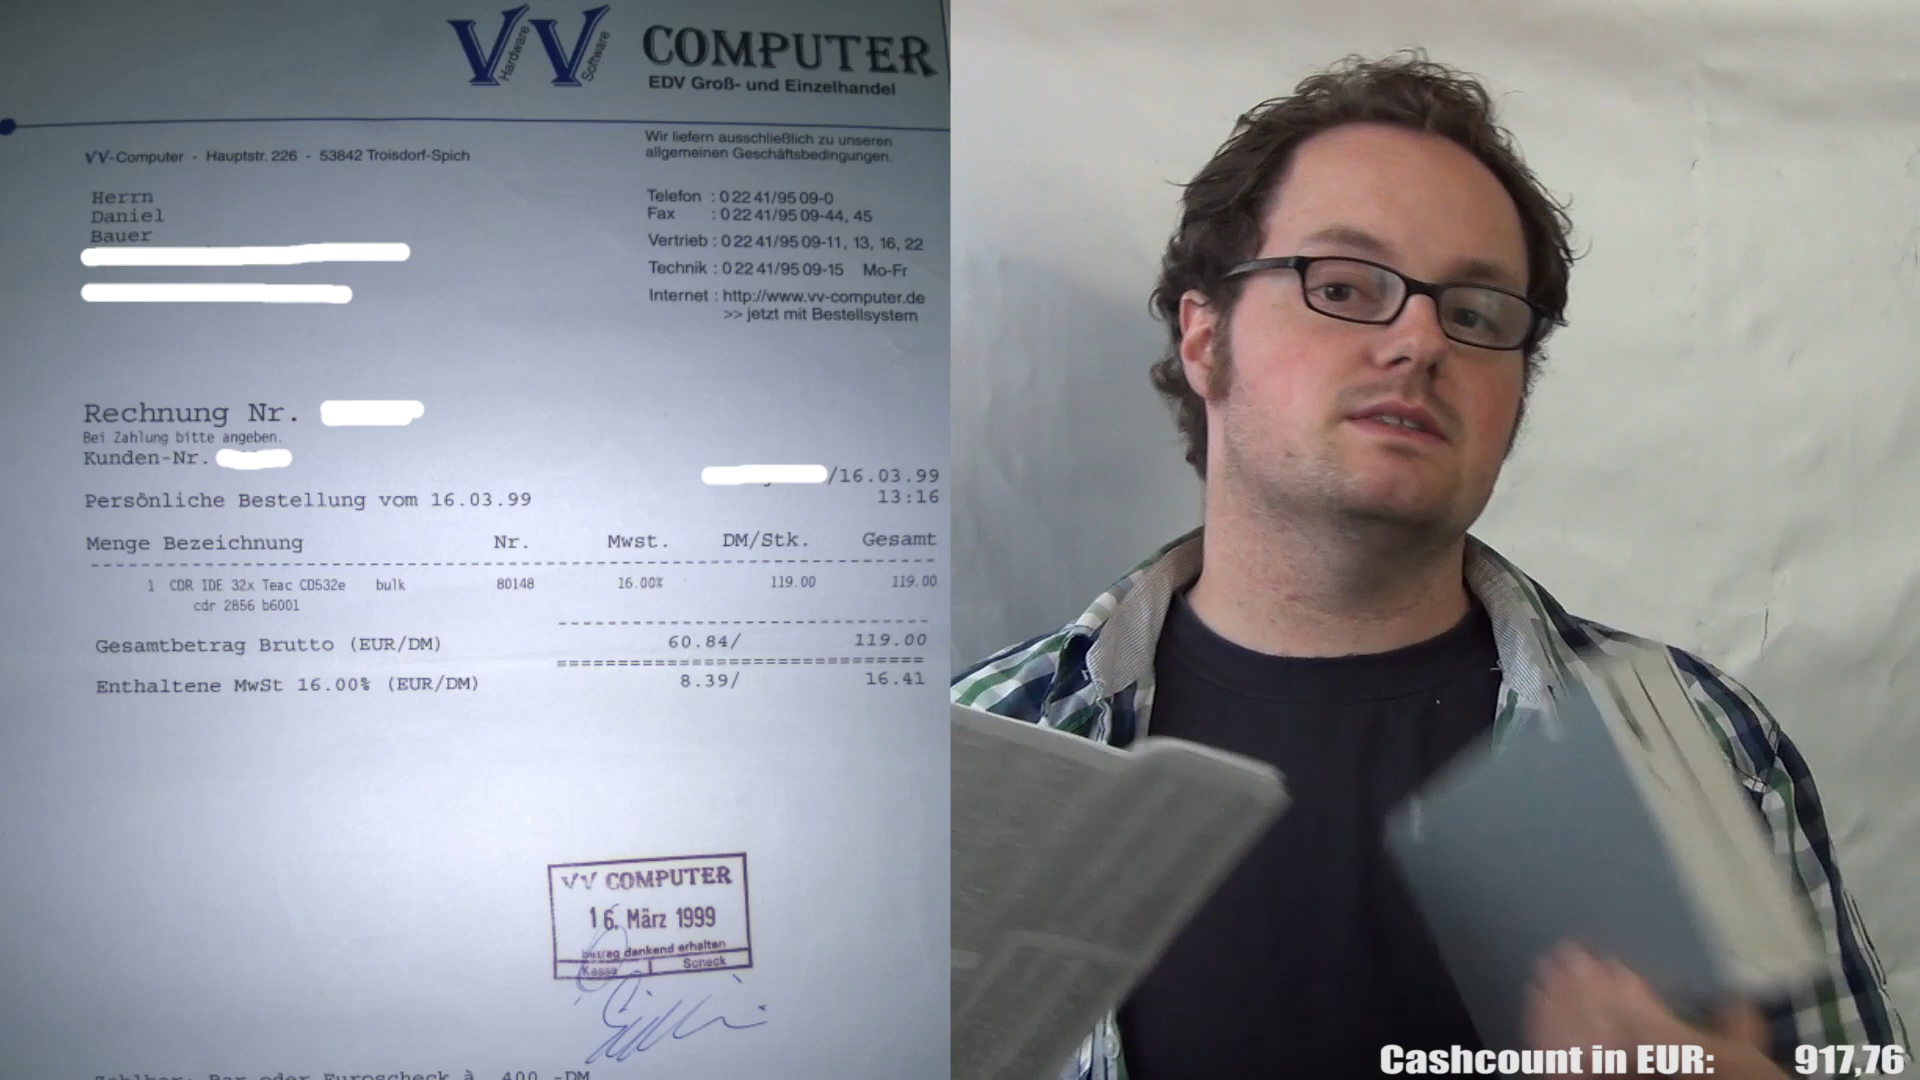 VV COMPUTER
Hardware
Software
EDV Groß- und Einzelhandel
Wir liefern ausschließlich zu unseren
allgemeinen Geschäftsbedingungen.
VV-Computer - Hauptstr. 226 - 53842 Troisdorf-Spich
Herrn
Daniel
Bauer
Telefon : 0 22 41/95 09-0
Fax : 0 22 41/95 09-44, 45
Vertrieb : 0 22 41/95 09-11, 13, 16, 22
Technik : 0 22 41/95 09-15 Mo-Fr
Internet : http://www.vv-computer.de
>> jetzt mit Bestellsystem
Rechnung Nr.
Bei Zahlung bitte angeben.
Kunden-Nr.
/16.03.99
Persönliche Bestellung vom 16.03.99 13:16
Menge Bezeichnung Nr. Mwst. DM/Stk. Gesamt
1 CDR IDE 32x Teac CD532e bulk 80148 16.00% 119.00 119.00
cdr 2856 b6001
Gesamtbetrag Brutto (EUR/DM) 60.84/ 119.00
Enthaltene MwSt 16.00% (EUR/DM) 8.39/ 16.41
VV COMPUTER
16. März 1999
betrag dankend erhalten
Kasse Scheck
Zahlbar: Bar oder Euroscheck à 400,-DM
Cashcount in EUR: 917,76